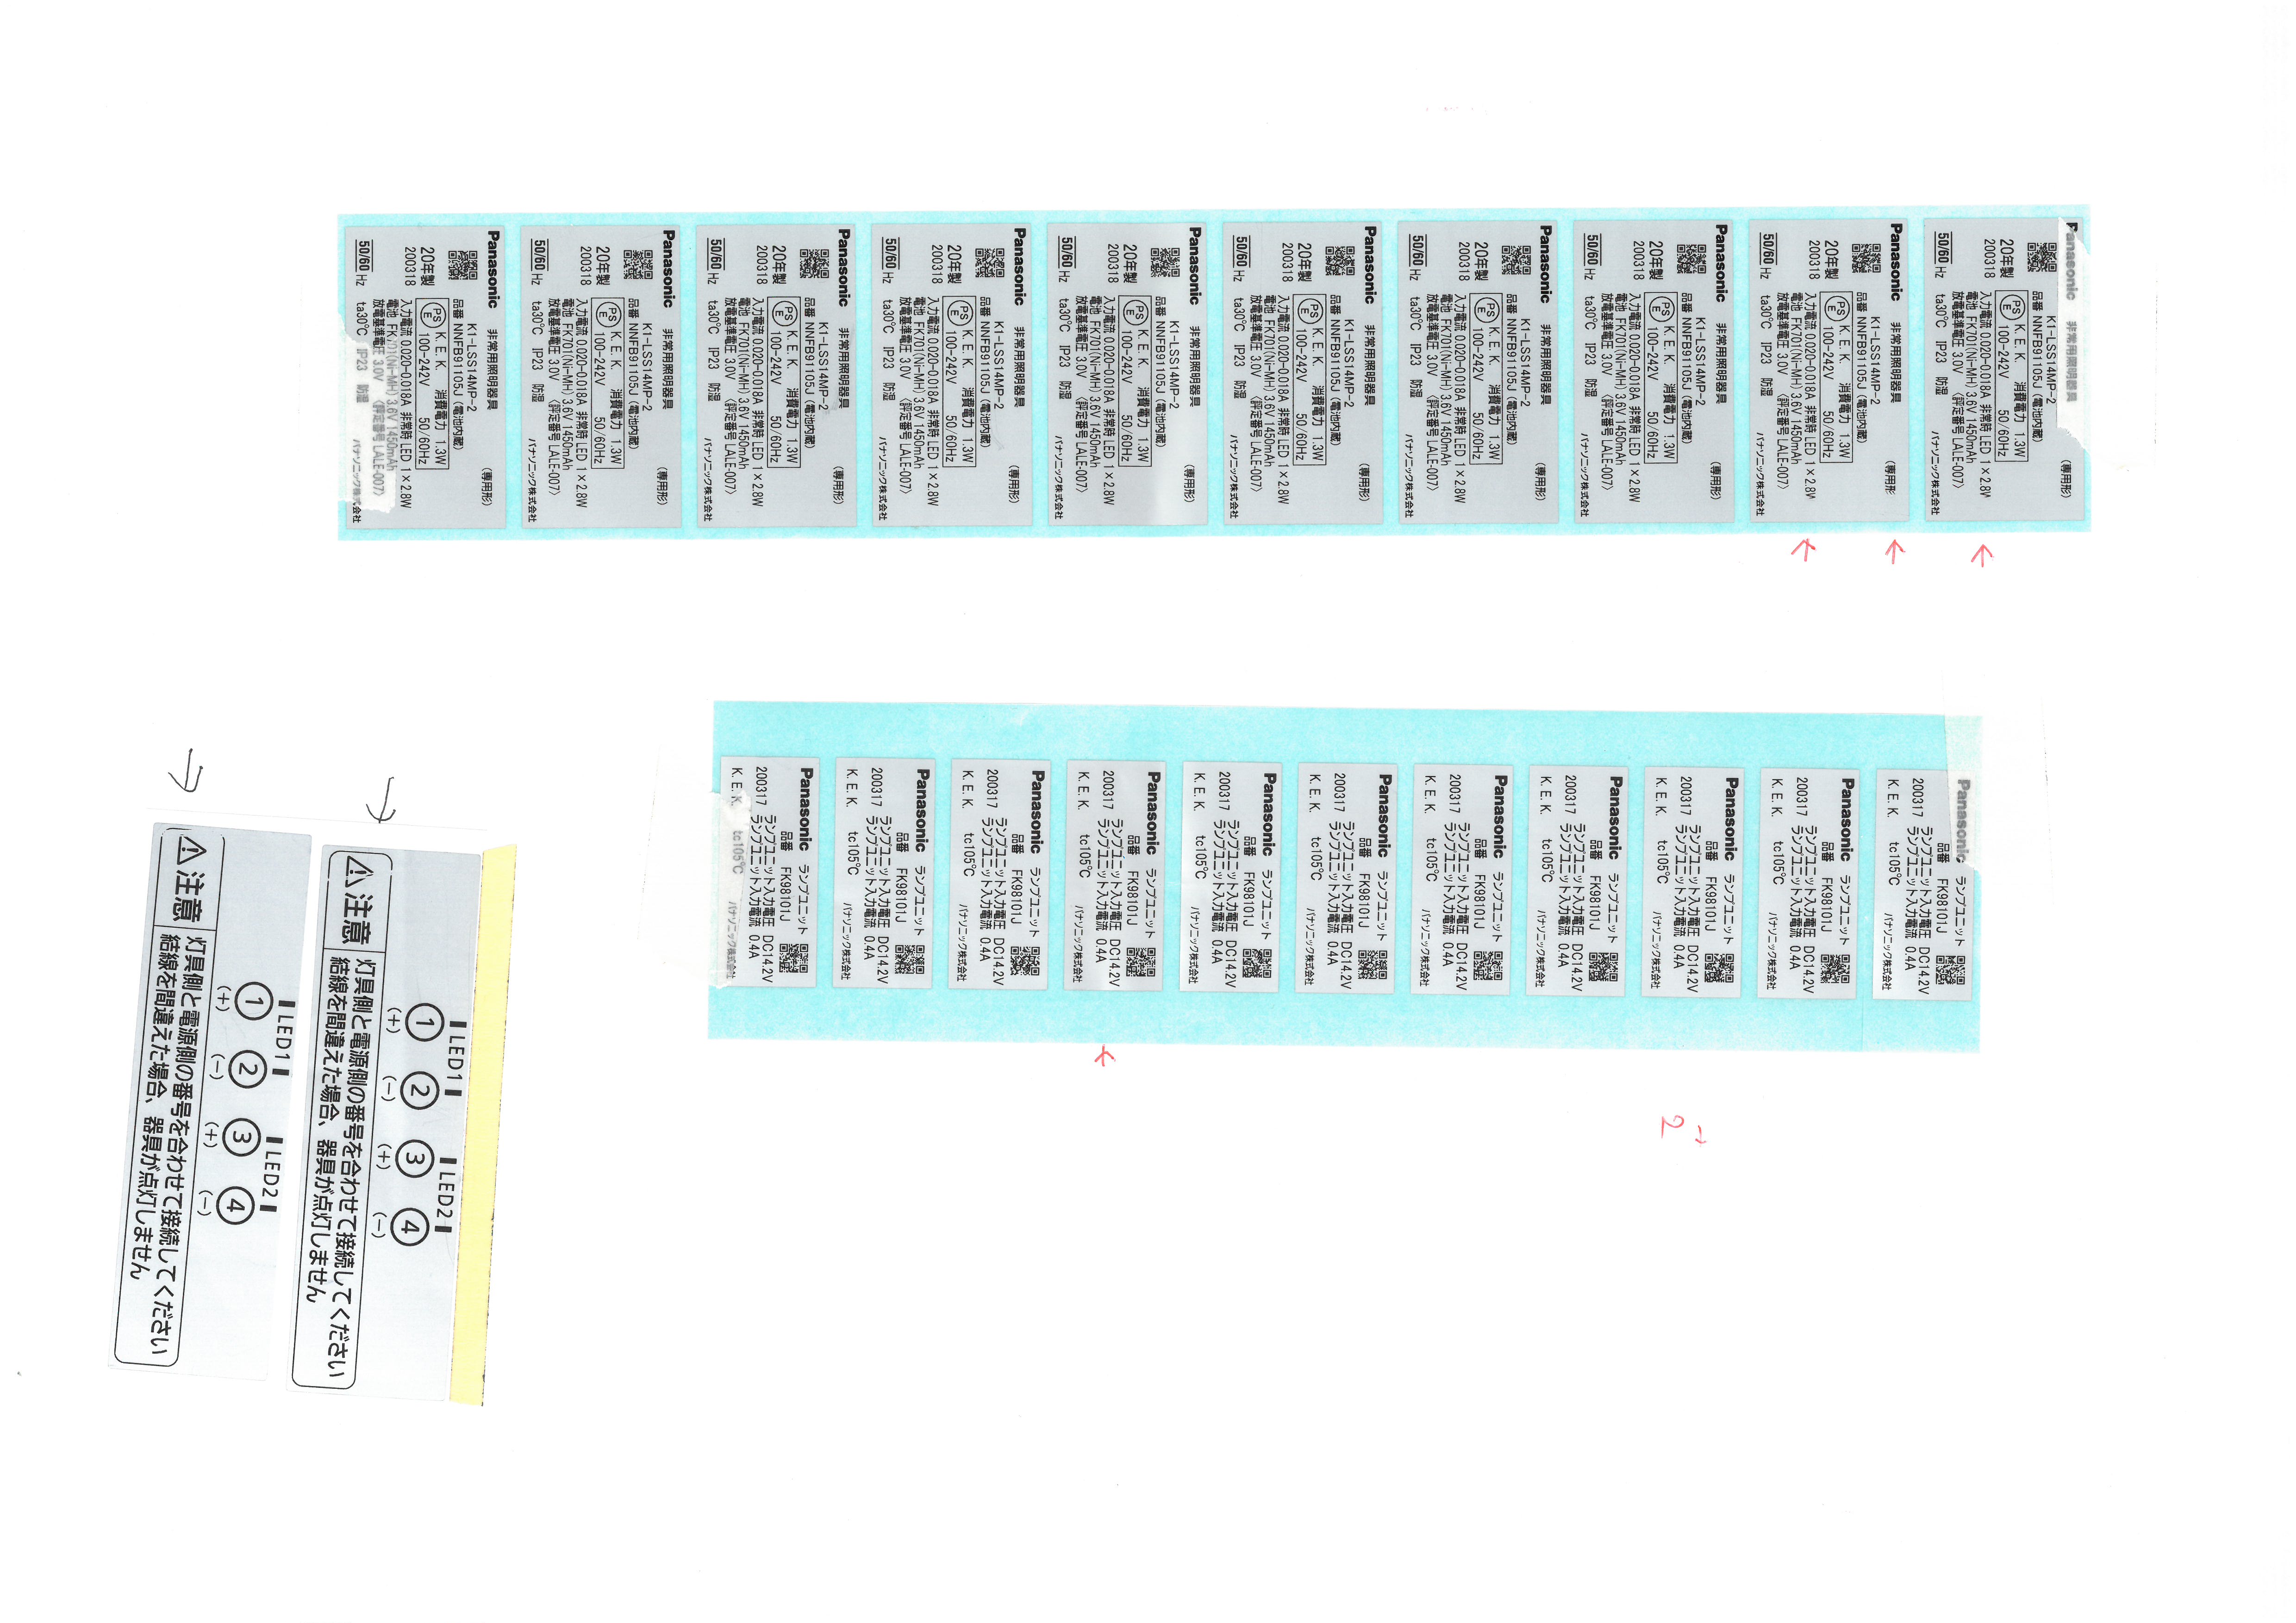 Panasonic 非常用照明器具 (専用形)
K1-LSS14MP-2
品番 NNFB91105J (電池内蔵)
20年製 PS E K. E. K. 消費電力 1.3W
200318 100-242V 50/60Hz
入力電流 0.020-0.018A 非常時 LED 1×2.8W
電池 FK701(Ni-MH) 3.6V 1450mAh
放電基準電圧 3.0V 〈評定番号 LALE-007〉
50/60 Hz ta30℃ IP23 防湿 パナソニック株式会社
Panasonic 非常用照明器具 (専用形)
K1-LSS14MP-2
品番 NNFB91105J (電池内蔵)
20年製 PS E K. E. K. 消費電力 1.3W
200318 100-242V 50/60Hz
入力電流 0.020-0.018A 非常時 LED 1×2.8W
電池 FK701(Ni-MH) 3.6V 1450mAh
放電基準電圧 3.0V 〈評定番号 LALE-007〉
50/60 Hz ta30℃ IP23 防湿 パナソニック株式会社
Panasonic 非常用照明器具 (専用形)
K1-LSS14MP-2
品番 NNFB91105J (電池内蔵)
20年製 PS E K. E. K. 消費電力 1.3W
200318 100-242V 50/60Hz
入力電流 0.020-0.018A 非常時 LED 1×2.8W
電池 FK701(Ni-MH) 3.6V 1450mAh
放電基準電圧 3.0V 〈評定番号 LALE-007〉
50/60 Hz ta30℃ IP23 防湿 パナソニック株式会社
Panasonic 非常用照明器具 (専用形)
K1-LSS14MP-2
品番 NNFB91105J (電池内蔵)
20年製 PS E K. E. K. 消費電力 1.3W
200318 100-242V 50/60Hz
入力電流 0.020-0.018A 非常時 LED 1×2.8W
電池 FK701(Ni-MH) 3.6V 1450mAh
放電基準電圧 3.0V 〈評定番号 LALE-007〉
50/60 Hz ta30℃ IP23 防湿 パナソニック株式会社
Panasonic 非常用照明器具 (専用形)
K1-LSS14MP-2
品番 NNFB91105J (電池内蔵)
20年製 PS E K. E. K. 消費電力 1.3W
200318 100-242V 50/60Hz
入力電流 0.020-0.018A 非常時 LED 1×2.8W
電池 FK701(Ni-MH) 3.6V 1450mAh
放電基準電圧 3.0V 〈評定番号 LALE-007〉
50/60 Hz ta30℃ IP23 防湿 パナソニック株式会社
Panasonic 非常用照明器具 (専用形)
K1-LSS14MP-2
品番 NNFB91105J (電池内蔵)
20年製 PS E K. E. K. 消費電力 1.3W
200318 100-242V 50/60Hz
入力電流 0.020-0.018A 非常時 LED 1×2.8W
電池 FK701(Ni-MH) 3.6V 1450mAh
放電基準電圧 3.0V 〈評定番号 LALE-007〉
50/60 Hz ta30℃ IP23 防湿 パナソニック株式会社
Panasonic 非常用照明器具 (専用形)
K1-LSS14MP-2
品番 NNFB91105J (電池内蔵)
20年製 PS E K. E. K. 消費電力 1.3W
200318 100-242V 50/60Hz
入力電流 0.020-0.018A 非常時 LED 1×2.8W
電池 FK701(Ni-MH) 3.6V 1450mAh
放電基準電圧 3.0V 〈評定番号 LALE-007〉
50/60 Hz ta30℃ IP23 防湿 パナソニック株式会社
Panasonic 非常用照明器具 (専用形)
K1-LSS14MP-2
品番 NNFB91105J (電池内蔵)
20年製 PS E K. E. K. 消費電力 1.3W
200318 100-242V 50/60Hz
入力電流 0.020-0.018A 非常時 LED 1×2.8W
電池 FK701(Ni-MH) 3.6V 1450mAh
放電基準電圧 3.0V 〈評定番号 LALE-007〉
50/60 Hz ta30℃ IP23 防湿 パナソニック株式会社
Panasonic 非常用照明器具 (専用形
K1-LSS14MP-2
品番 NNFB91105J (電池内蔵)
20年製 PS E K. E. K. 消費電力 1.3W
200318 100-242V 50/60Hz
入力電流 0.020-0.018A 非常時 LED 1×2.8
電池 FK701(Ni-MH) 3.6V 1450mAh
放電基準電圧 3.0V 〈評定番号 LALE-007〉
50/60 Hz ta30℃ IP23 防湿 パナソニック株式会社
Panasonic 非常用照明器具 (専用形)
K1-LSS14MP-2
品番 NNFB91105J (電池内蔵)
20年製 PS E K. E. K. 消費電力 1.3W
200318 100-242V 50/60Hz
入力電流 0.020-0.018A 非常時 LED 1×2.8
電池 FK701(Ni-MH) 3.6V 1450mAh
放電基準電圧 3.0V 〈評定番号 LALE-007〉
50/60 Hz ta30℃ IP23 防湿 パナソニック株式会社
Panasonic ランプユニット
品番 FK98101J
200317 ランプユニット入力電圧 DC14.2V
ランプユニット入力電流 0.4A
K. E. K. tc105℃ パナソニック株式会社
Panasonic ランプユニット
品番 FK98101J
200317 ランプユニット入力電圧 DC14.2V
ランプユニット入力電流 0.4A
K. E. K. tc105℃ パナソニック株式会社
Panasonic ランプユニット
品番 FK98101J
200317 ランプユニット入力電圧 DC14.2V
ランプユニット入力電流 0.4A
K. E. K. tc105℃ パナソニック株式会社
Panasonic ランプユニット
品番 FK98101J
200317 ランプユニット入力電圧 DC14.2V
ランプユニット入力電流 0.4A
K. E. K. tc105℃ パナソニック株式会社
Panasonic ランプユニット
品番 FK98101J
200317 ランプユニット入力電圧 DC14.2V
ランプユニット入力電流 0.4A
K. E. K. tc105℃ パナソニック株式会社
Panasonic ランプユニット
品番 FK98101J
200317 ランプユニット入力電圧 DC14.2V
ランプユニット入力電流 0.4A
K. E. K. tc105℃ パナソニック株式会社
Panasonic ランプユニット
品番 FK98101J
200317 ランプユニット入力電圧 DC14.2V
ランプユニット入力電流 0.4A
K. E. K. tc105℃ パナソニック株式会社
Panasonic ランプユニット
品番 FK98101J
200317 ランプユニット入力電圧 DC14.2V
ランプユニット入力電流 0.4A
K. E. K. tc105℃ パナソニック株式会社
Panasonic ランプユニット
品番 FK98101J
200317 ランプユニット入力電圧 DC14.2V
ランプユニット入力電流 0.4A
K. E. K. tc105℃ パナソニック株式会社
Panasonic ランプユニット
品番 FK98101J
200317 ランプユニット入力電圧 DC14.2V
ランプユニット入力電流 0.4A
K. E. K. tc105℃ パナソニック株式会社
Panasonic ランプユニット
品番 FK98101J
200317 ランプユニット入力電圧 DC14.2V
ランプユニット入力電流 0.4A
K. E. K. tc105℃ パナソニック株式会社
LED1 LED2
① ② ③ ④
(+) (-) (+) (-)
注意 灯具側と電源側の番号を合わせて接続してください
結線を間違えた場合、器具が点灯しません
LED1 LED2
① ② ③ ④
(+) (-) (+) (-)
注意 灯具側と電源側の番号を合わせて接続してください
結線を間違えた場合、器具が点灯しません